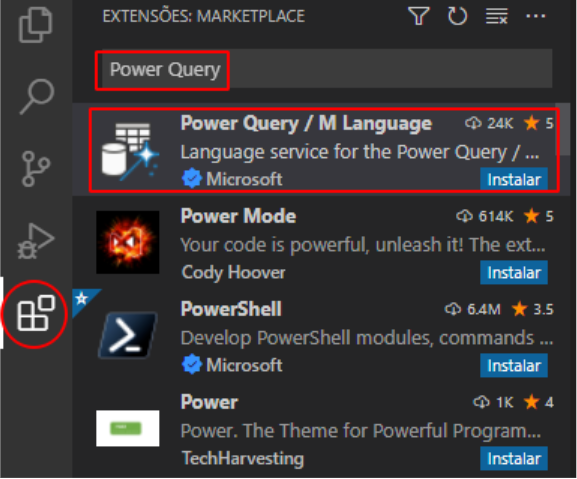 EXTENSÕES: MARKETPLACE
Power Query
Power Query / M Language 24K 5
Language service for the Power Query / ...
Microsoft Instalar
Power Mode 614K 5
Your code is powerful, unleash it! The ext...
Cody Hoover Instalar
PowerShell 6.4M 3.5
Develop PowerShell modules, commands ...
Microsoft Instalar
Power 1K 4
Power. The Theme for Powerful Program...
TechHarvesting Instalar